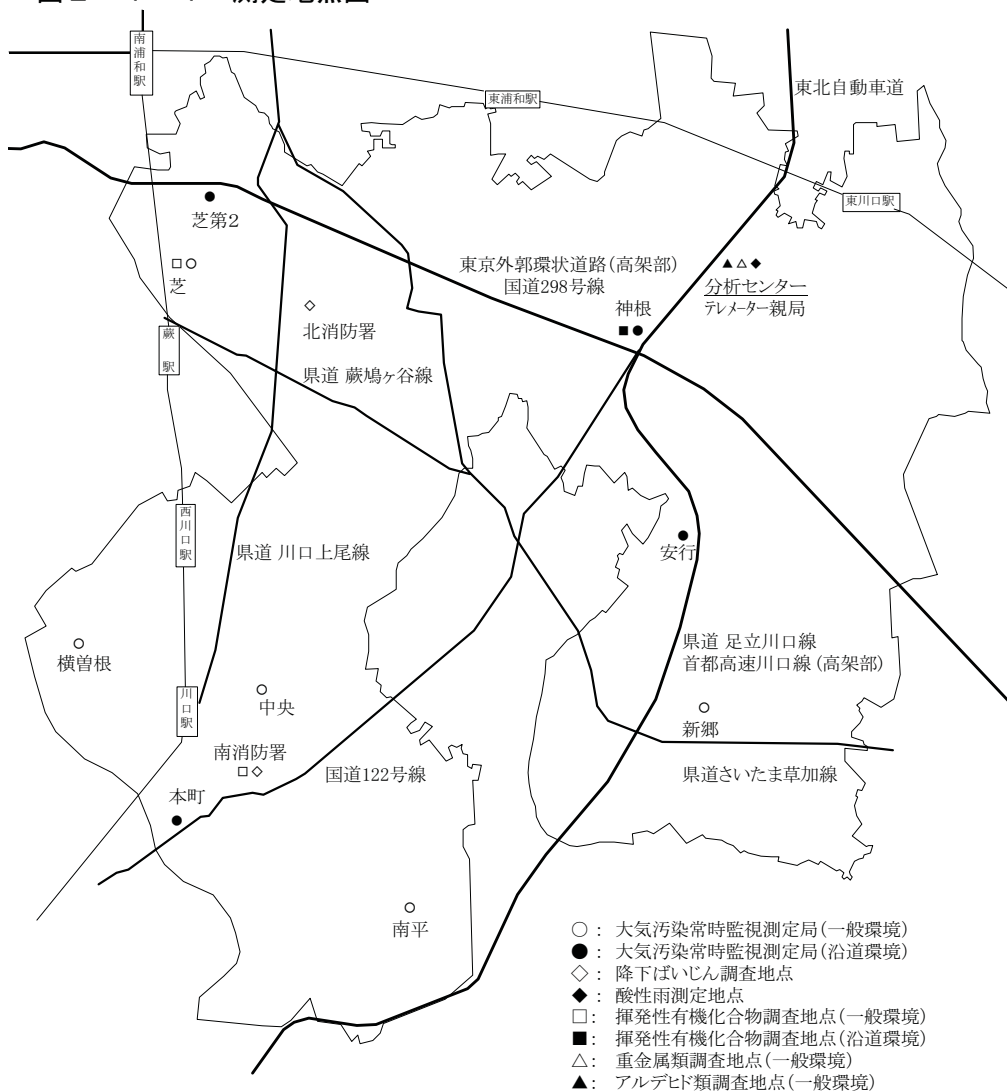 南浦和駅
東浦和駅
東北自動車道
東川口駅
芝第2
□○
芝
東京外郭環状道路(高架部)
国道298号線
▲△◆
分析センター
テレメーター親局
神根
■●
◇
北消防署
蕨駅
県道 蕨鳩ヶ谷線
西川口駅
県道 川口上尾線
安行
横曽根
県道 足立川口線
首都高速川口線(高架部)
川口駅
中央
新郷
南消防署
□◇
国道122号線
県道さいたま草加線
本町
南平
○: 大気汚染常時監視測定局(一般環境)
●: 大気汚染常時監視測定局(沿道環境)
◇: 降下ばいじん調査地点
◆: 酸性雨測定地点
□: 揮発性有機化合物調査地点(一般環境)
■: 揮発性有機化合物調査地点(沿道環境)
△: 重金属類調査地点(一般環境)
▲: アルデヒド類調査地点(一般環境)